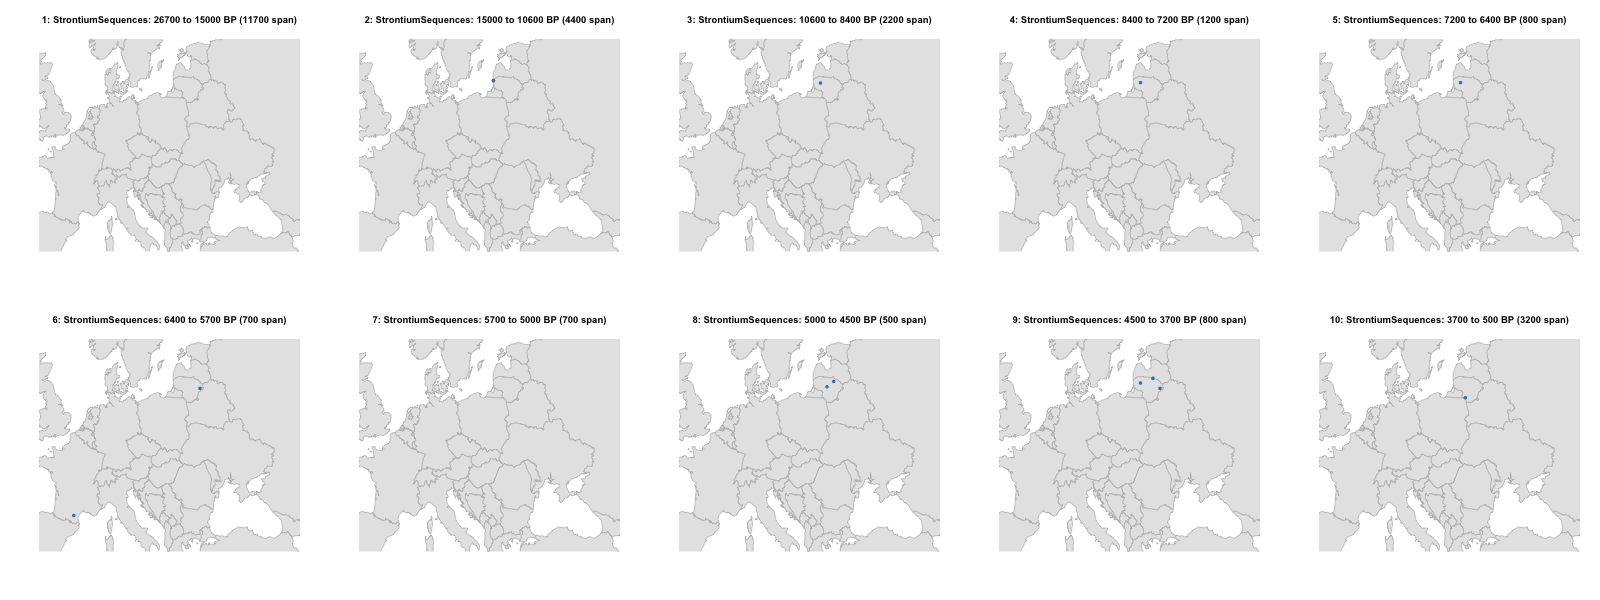 1: StrontiumSequences: 26700 to 15000 BP (11700 span)
2: StrontiumSequences: 15000 to 10600 BP (4400 span)
3: StrontiumSequences: 10600 to 8400 BP (2200 span)
4: StrontiumSequences: 8400 to 7200 BP (1200 span)
5: StrontiumSequences: 7200 to 6400 BP (800 span)
6: StrontiumSequences: 6400 to 5700 BP (700 span)
7: StrontiumSequences: 5700 to 5000 BP (700 span)
8: StrontiumSequences: 5000 to 4500 BP (500 span)
9: StrontiumSequences: 4500 to 3700 BP (800 span)
10: StrontiumSequences: 3700 to 500 BP (3200 span)